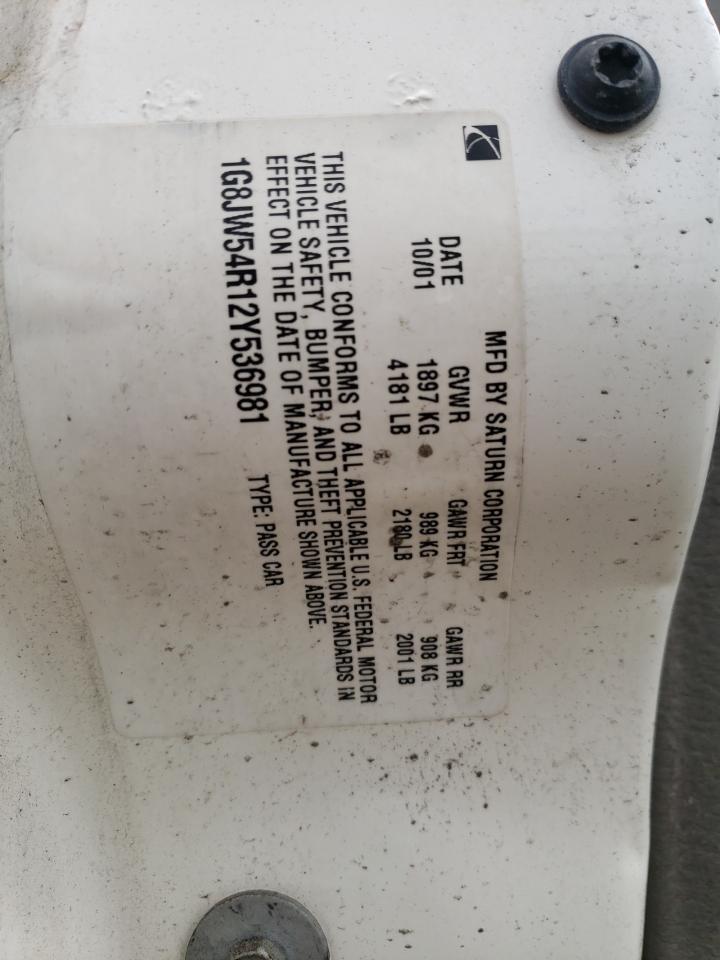 MFD BY SATURN CORPORATION
DATE GVWR GAWR FRT GAWR RR
10/01 1897 KG 989 KG 908 KG
4181 LB 2180 LB 2001 LB
THIS VEHICLE CONFORMS TO ALL APPLICABLE U.S. FEDERAL MOTOR
VEHICLE SAFETY, BUMPER, AND THEFT PREVENTION STANDARDS IN
EFFECT ON THE DATE OF MANUFACTURE SHOWN ABOVE.
1G8JW54R12Y536981 TYPE: PASS CAR